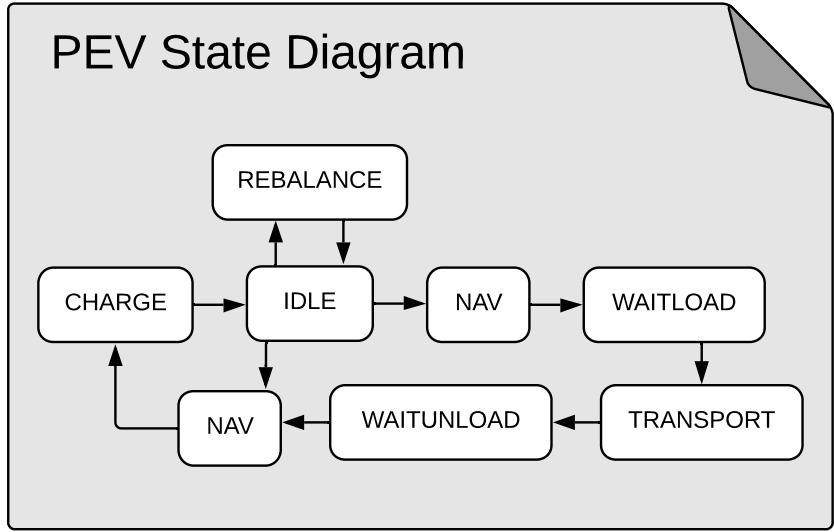 PEV State Diagram
REBALANCE
CHARGE
IDLE
NAV
WAITLOAD
NAV
WAITUNLOAD
TRANSPORT